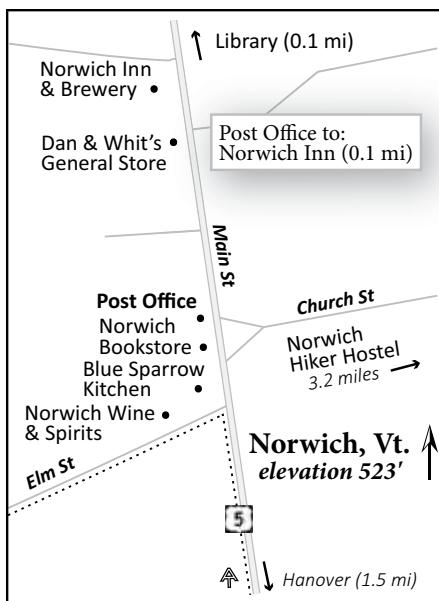 Library (0.1 mi)
Norwich Inn
& Brewery
Dan & Whit's
General Store
Post Office to:
Norwich Inn (0.1 mi)
Main St
Post Office
Norwich
Bookstore
Blue Sparrow
Kitchen
Norwich Wine
& Spirits
Church St
Norwich
Hiker Hostel
3.2 miles
Norwich, Vt.
elevation 523'
Elm St
5
Hanover (1.5 mi)